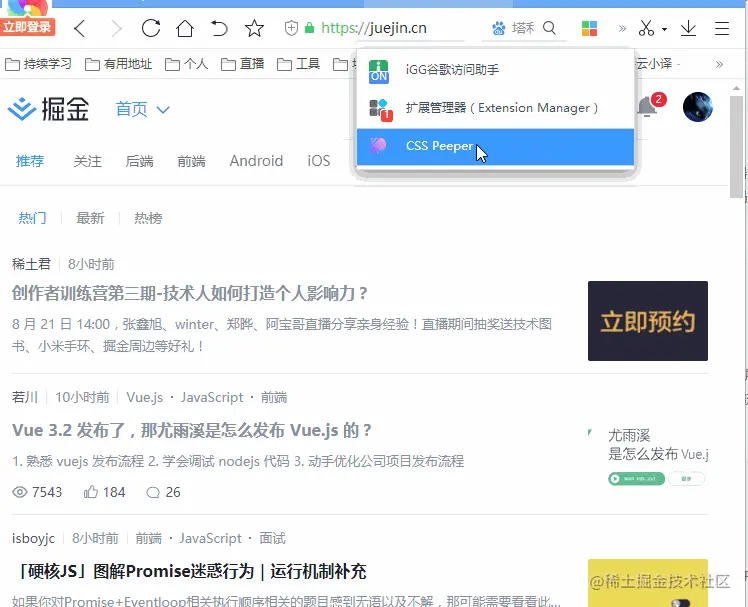 立即登录
https://juejin.cn
塔利
持续学习 有用地址 个人 直播 工具
云小译
iGG谷歌访问助手
ON
扩展管理器(Extension Manager)
1
CSS Peeper
掘金 首页
2
推荐 关注 后端 前端 Android iOS
热门 最新 热榜
稀土君 8小时前
创作者训练营第三期-技术人如何打造个人影响力？
8 月 21 日 14:00，张鑫旭、winter、郑晔、阿宝哥直播分享亲身经验！直播期间抽奖送技术图
书、小米手环、掘金周边等好礼！
立即预约
若川 10小时前 Vue.js · JavaScript · 前端
Vue 3.2 发布了，那尤雨溪是怎么发布 Vue.js 的？
1. 熟悉 vuejs 发布流程 2. 学会调试 nodejs 代码 3. 动手优化公司项目发布流程
7543 184 26
尤雨溪
是怎么发布 Vue.j
isboyjc 8小时前 前端 · JavaScript · 面试
「硬核JS」图解Promise迷惑行为 | 运行机制补充
如果你对Promise+Eventloop相关执行顺序相关的题目感到无语以及不解，那可能需要看看此...
@稀土掘金技术社区